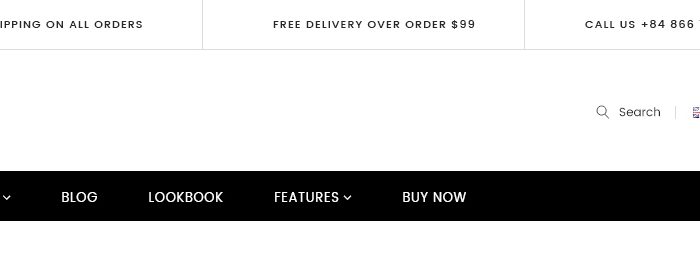 IPPING ON ALL ORDERS
FREE DELIVERY OVER ORDER $99
CALL US +84 866
Search
BLOG LOOKBOOK FEATURES BUY NOW